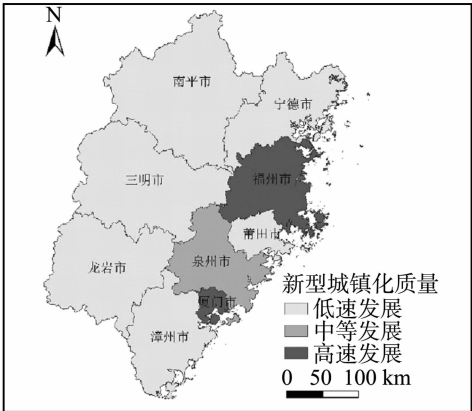 N
南平市
宁德市
三明市
福州市
莆田市
龙岩市
泉州市
厦门市
漳州市
新型城镇化质量
低速发展
中等发展
高速发展
0 50 100 km